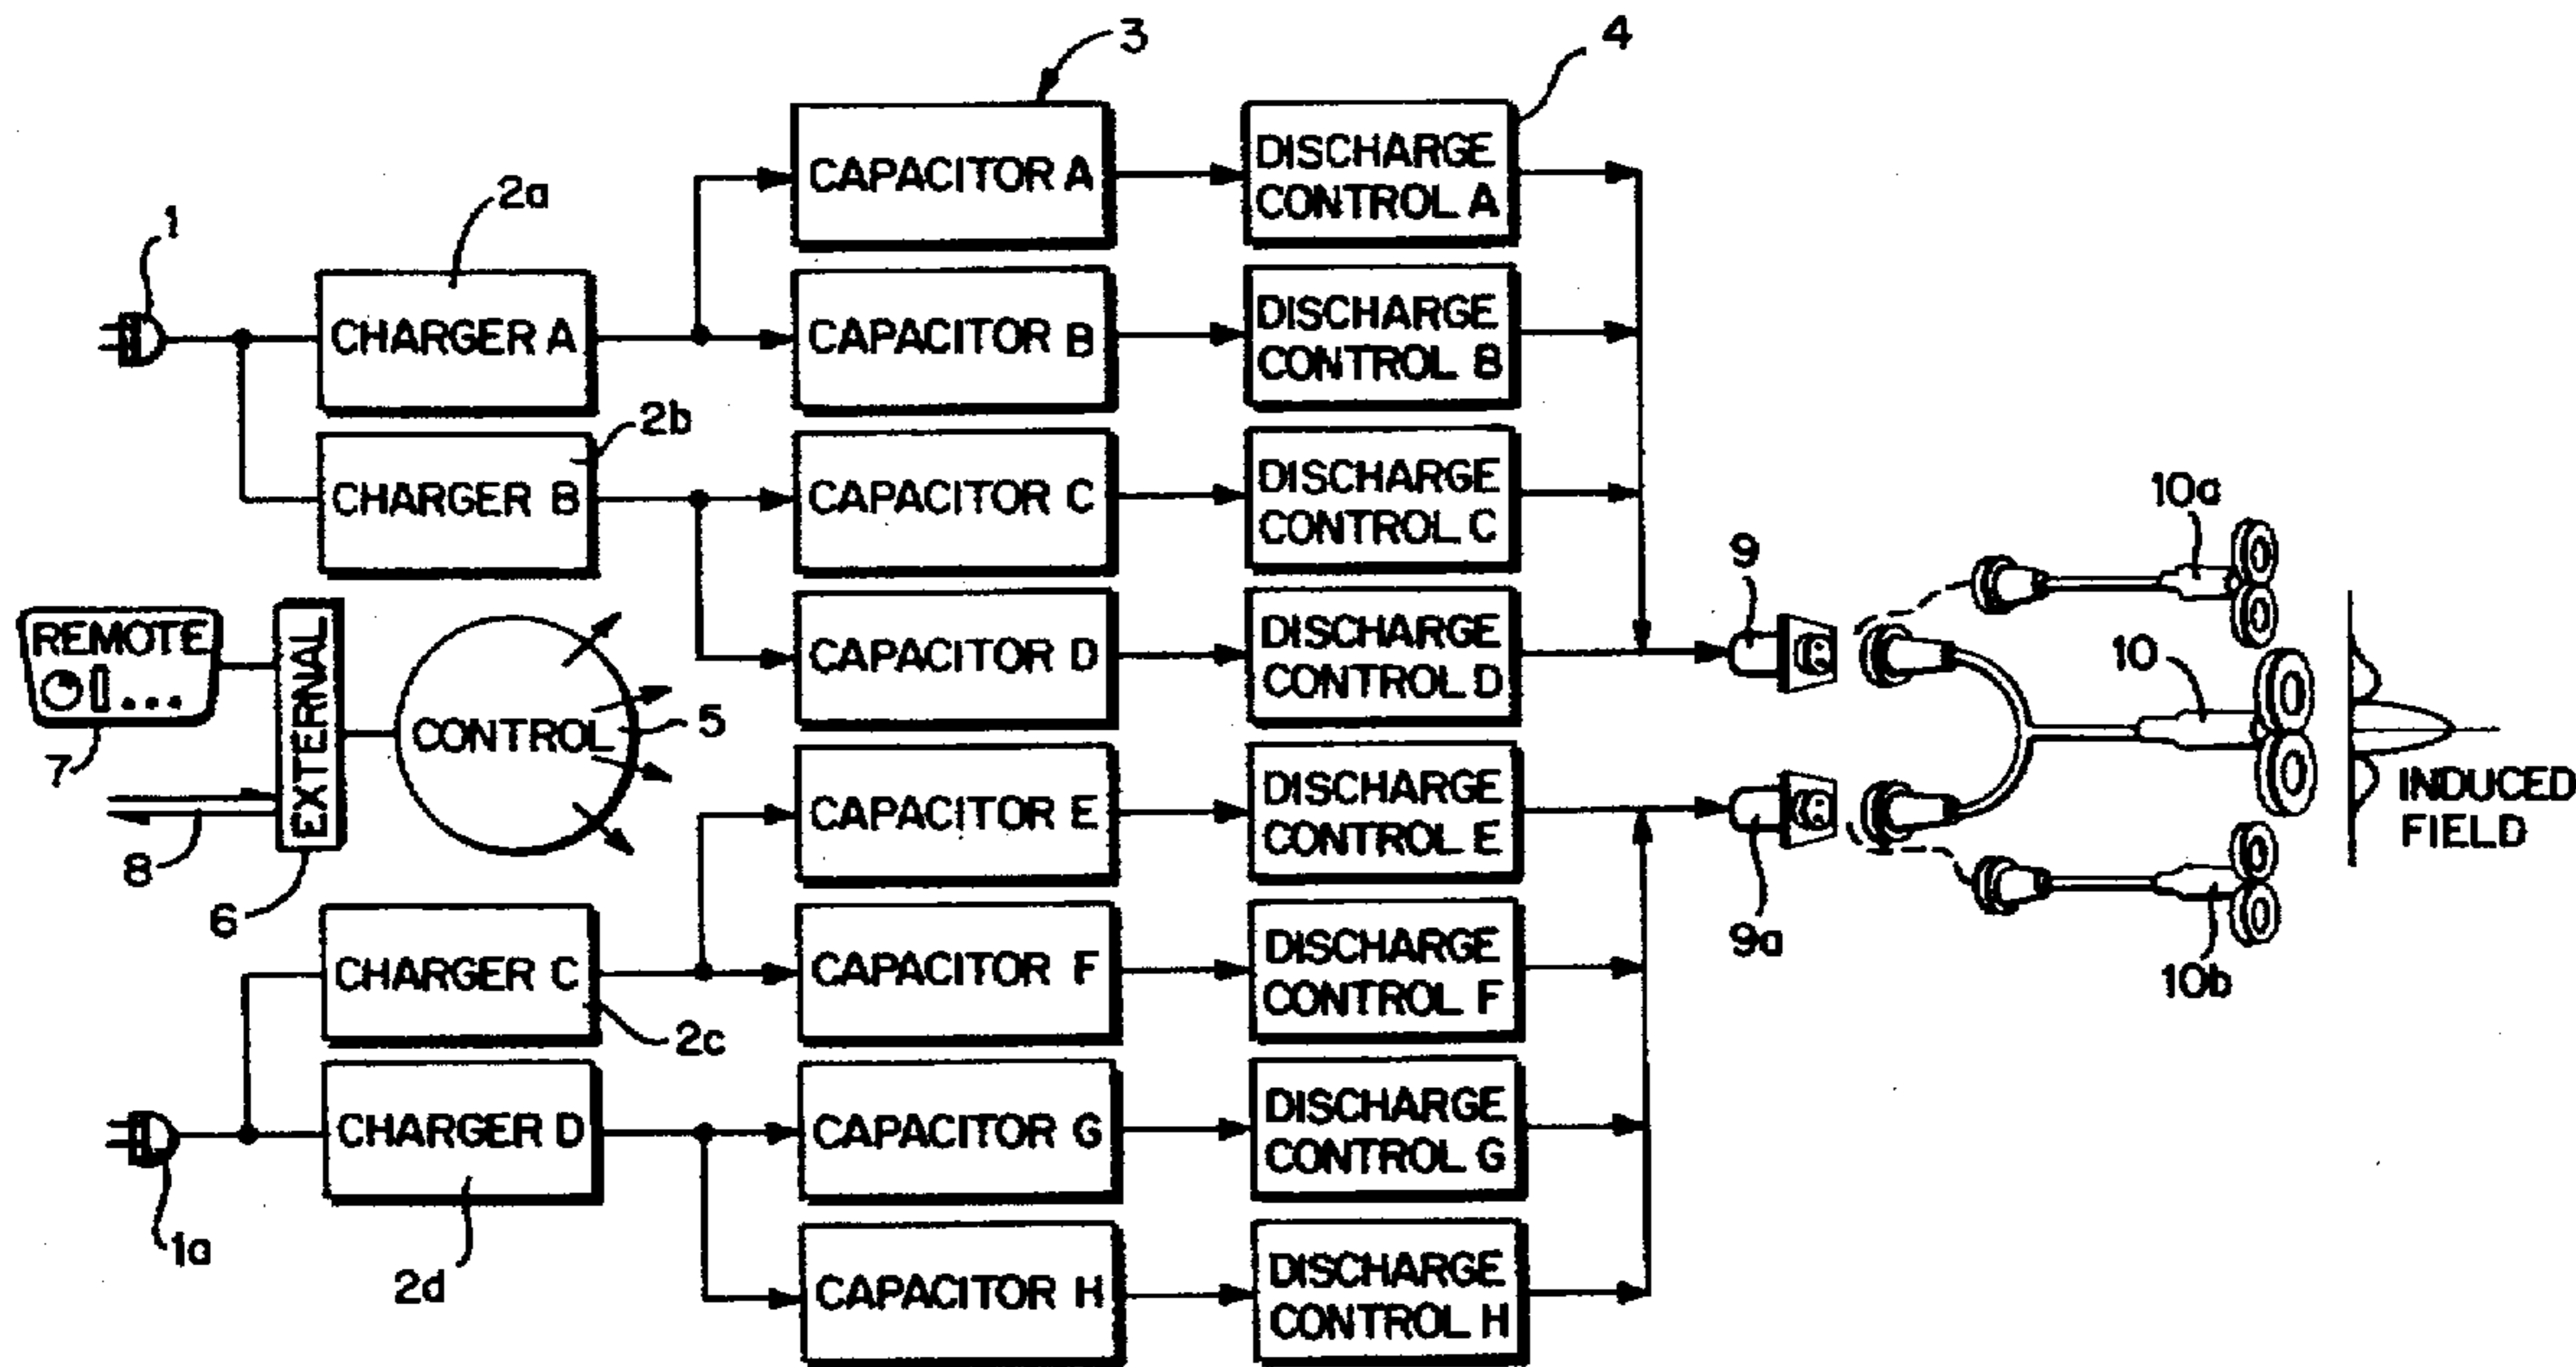 3
4
CAPACITOR A
DISCHARGE
CONTROL A
2a
1
CHARGER A
CAPACITOR B
DISCHARGE
CONTROL B
2b
CHARGER B
CAPACITOR C
DISCHARGE
CONTROL C
10a
9
REMOTE
EXTERNAL
CAPACITOR D
DISCHARGE
CONTROL D
10
7
CONTROL
5
8
6
CAPACITOR E
DISCHARGE
CONTROL E
INDUCED
FIELD
9a
10b
CHARGER C
2c
CAPACITOR F
DISCHARGE
CONTROL F
1a
CHARGER D
2d
CAPACITOR G
DISCHARGE
CONTROL G
CAPACITOR H
DISCHARGE
CONTROL H